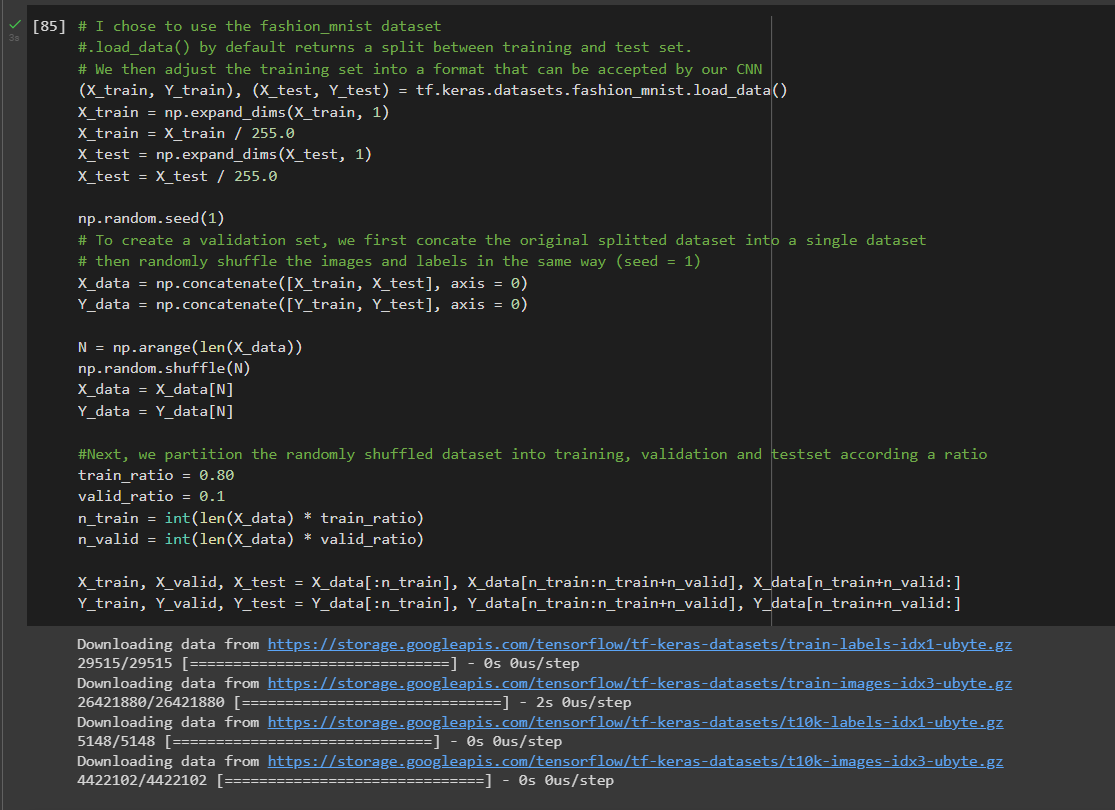 [85] # I chose to use the fashion_mnist dataset
3s
#.load_data() by default returns a split between training and test set.
# We then adjust the training set into a format that can be accepted by our CNN
(X_train, Y_train), (X_test, Y_test) = tf.keras.datasets.fashion_mnist.load_data()
X_train = np.expand_dims(X_train, 1)
X_train = X_train / 255.0
X_test = np.expand_dims(X_test, 1)
X_test = X_test / 255.0
np.random.seed(1)
# To create a validation set, we first concate the original splitted dataset into a single dataset
# then randomly shuffle the images and labels in the same way (seed = 1)
X_data = np.concatenate([X_train, X_test], axis = 0)
Y_data = np.concatenate([Y_train, Y_test], axis = 0)
N = np.arange(len(X_data))
np.random.shuffle(N)
X_data = X_data[N]
Y_data = Y_data[N]
#Next, we partition the randomly shuffled dataset into training, validation and testset according a ratio
train_ratio = 0.80
valid_ratio = 0.1
n_train = int(len(X_data) * train_ratio)
n_valid = int(len(X_data) * valid_ratio)
X_train, X_valid, X_test = X_data[:n_train], X_data[n_train:n_train+n_valid], X_data[n_train+n_valid:]
Y_train, Y_valid, Y_test = Y_data[:n_train], Y_data[n_train:n_train+n_valid], Y_data[n_train+n_valid:]
Downloading data from https://storage.googleapis.com/tensorflow/tf-keras-datasets/train-labels-idx1-ubyte.gz
29515/29515 [==============================] - 0s 0us/step
Downloading data from https://storage.googleapis.com/tensorflow/tf-keras-datasets/train-images-idx3-ubyte.gz
26421880/26421880 [==============================] - 2s 0us/step
Downloading data from https://storage.googleapis.com/tensorflow/tf-keras-datasets/t10k-labels-idx1-ubyte.gz
5148/5148 [==============================] - 0s 0us/step
Downloading data from https://storage.googleapis.com/tensorflow/tf-keras-datasets/t10k-images-idx3-ubyte.gz
4422102/4422102 [==============================] - 0s 0us/step